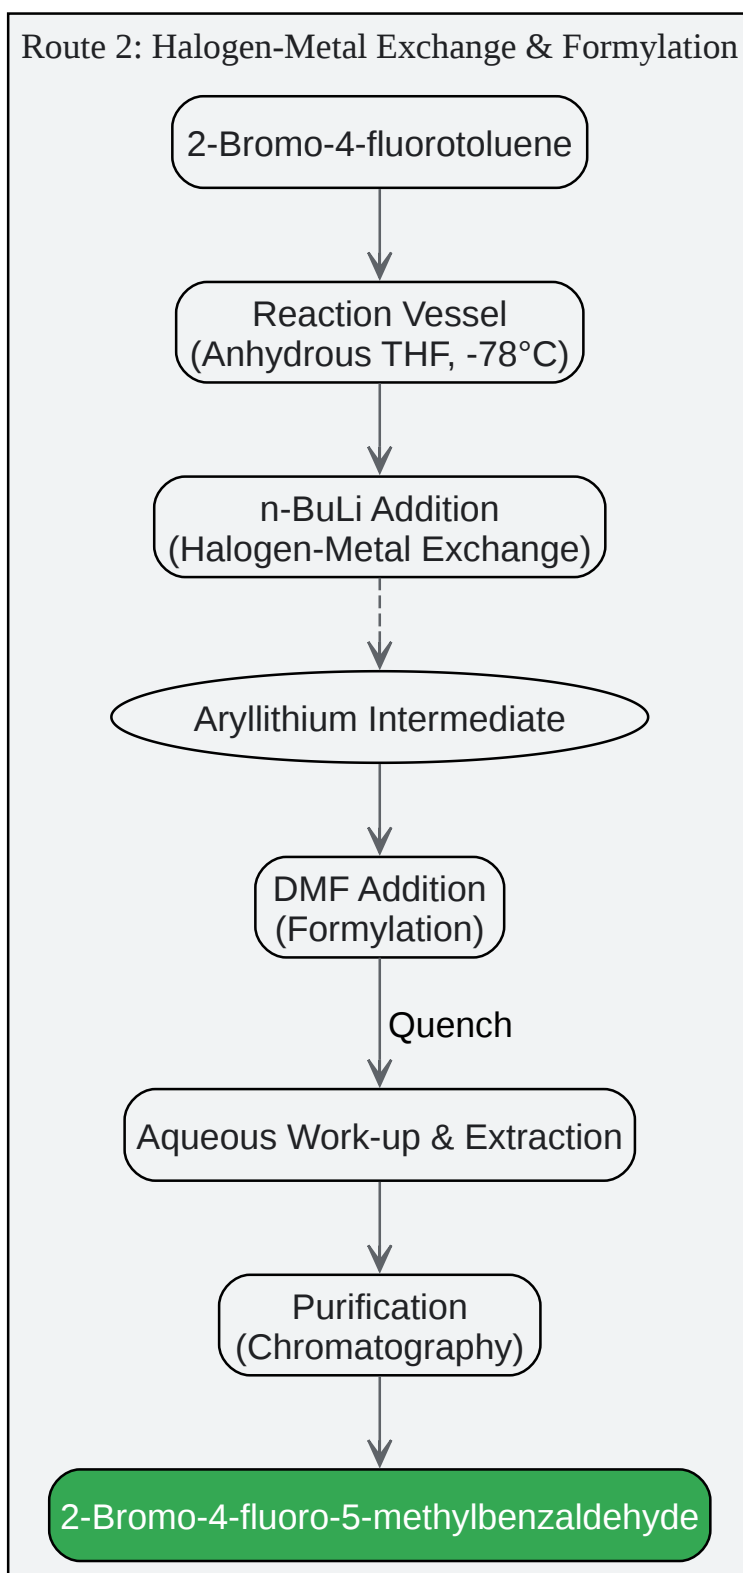 Route 2: Halogen-Metal Exchange & Formylation
2-Bromo-4-fluorotoluene
Reaction Vessel
(Anhydrous THF, -78°C)
n-BuLi Addition
(Halogen-Metal Exchange)
Aryllithium Intermediate
DMF Addition
(Formylation)
Quench
Aqueous Work-up & Extraction
Purification
(Chromatography)
2-Bromo-4-fluoro-5-methylbenzaldehyde